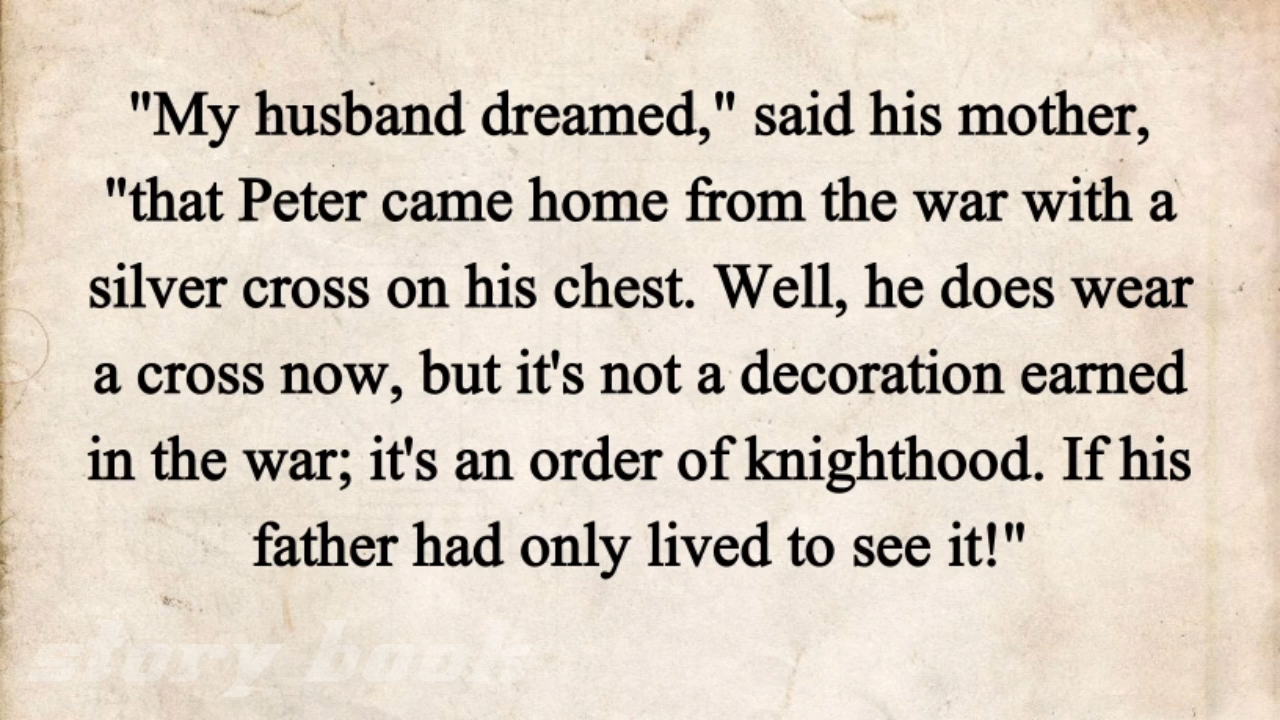 "My husband dreamed," said his mother,
"that Peter came home from the war with a
silver cross on his chest. Well, he does wear
a cross now, but it's not a decoration earned
in the war; it's an order of knighthood. If his
father had only lived to see it!"
story book